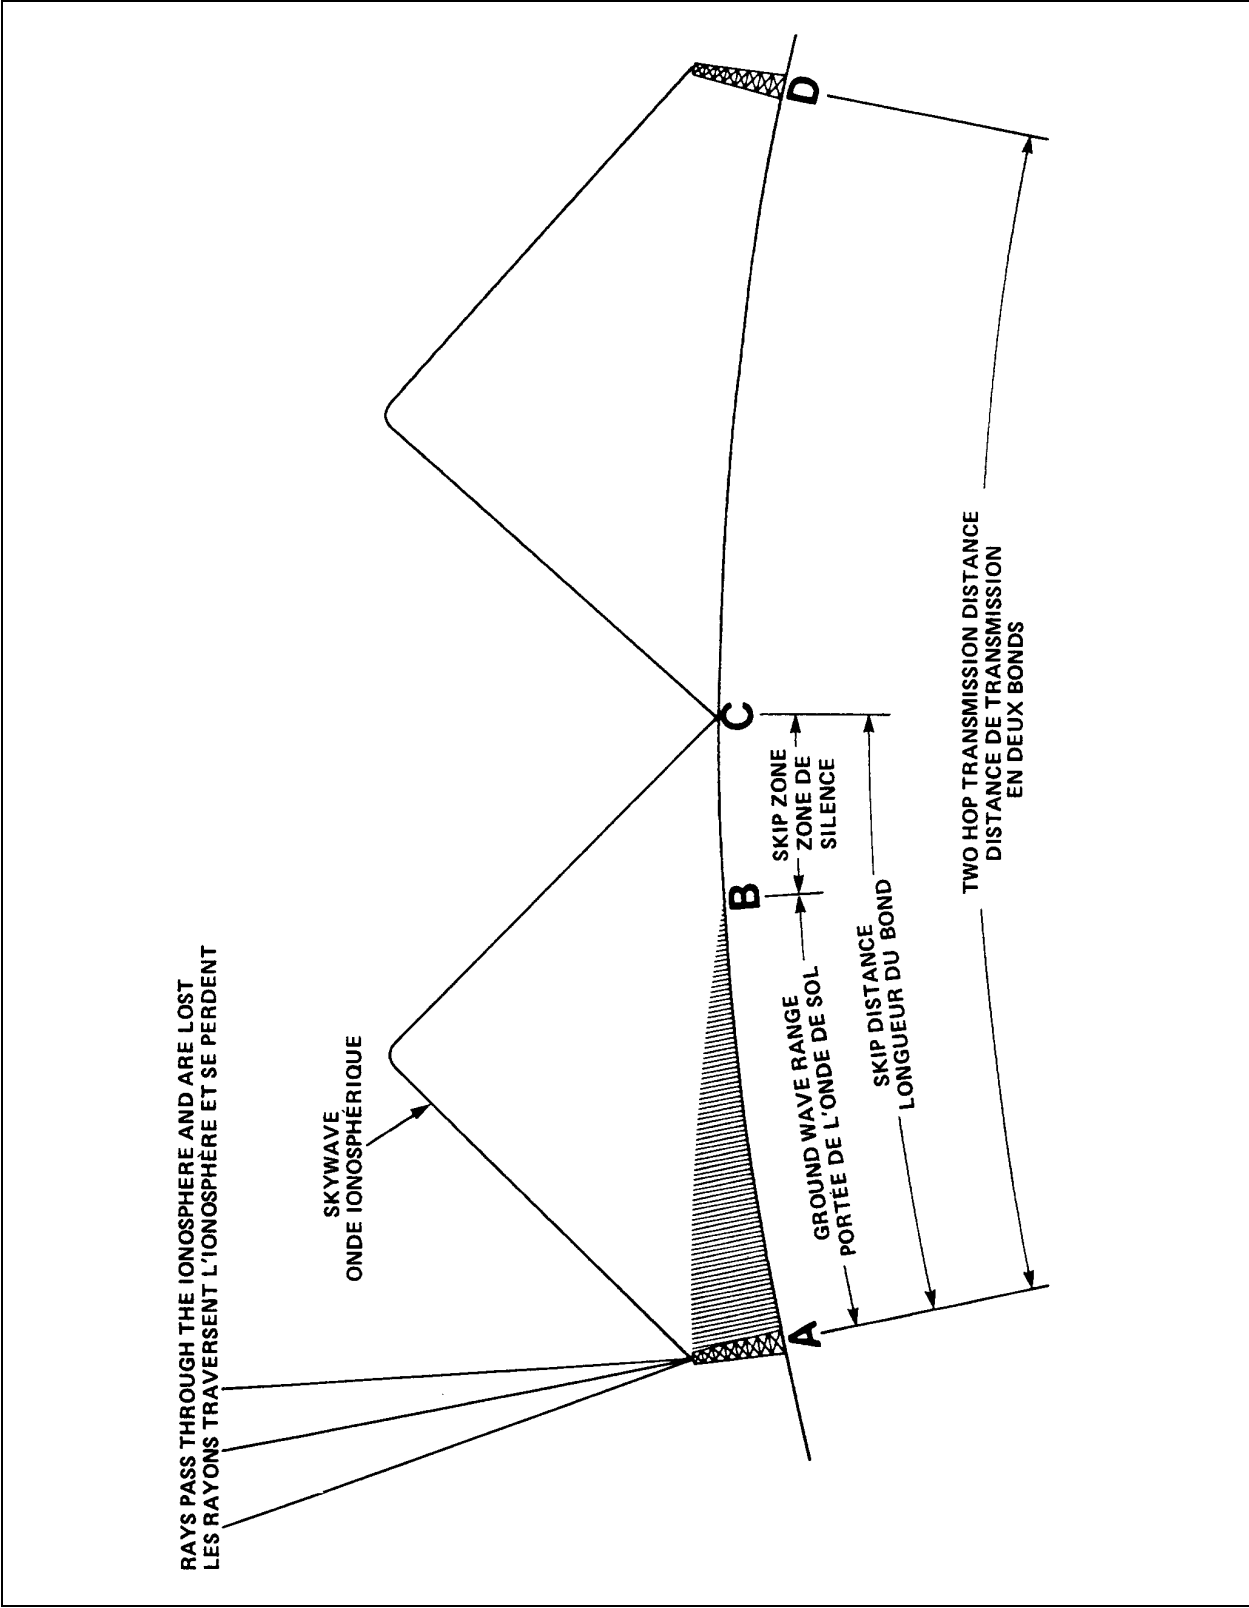 RAYS PASS THROUGH THE IONOSPHERE AND ARE LOST
LES RAYONS TRAVERSENT L'IONOSPHÈRE ET SE PERDENT
SKYWAVE
ONDE IONOSPHÉRIQUE
A
B
C
D
GROUND WAVE RANGE
PORTÉE DE L'ONDE DE SOL
SKIP ZONE
ZONE DE
SILENCE
SKIP DISTANCE
LONGUEUR DU BOND
TWO HOP TRANSMISSION DISTANCE
DISTANCE DE TRANSMISSION
EN DEUX BONDS